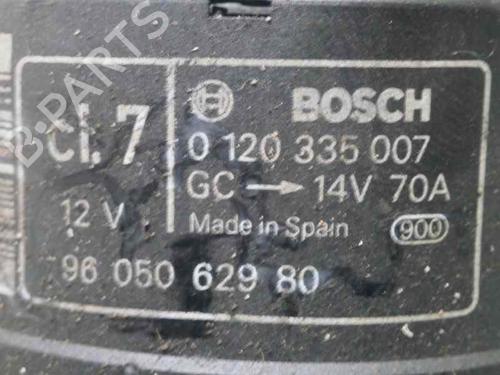 B-PARTS
BOSCH
cl. 7
0 120 335 007
GC → 14V 70A
12 V
Made in Spain 900
96 050 629 80